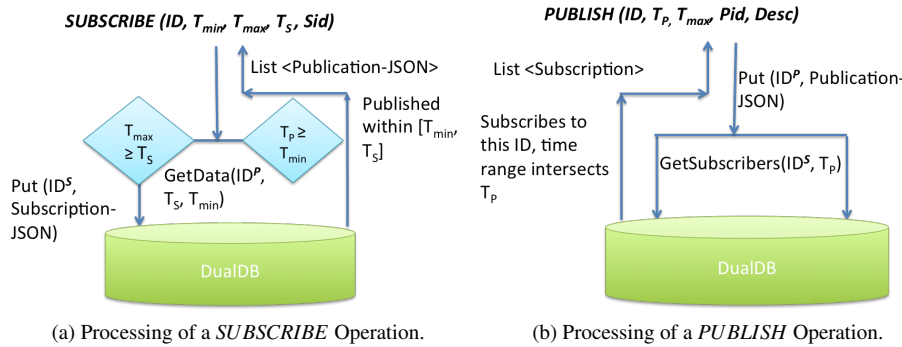 SUBSCRIBE (ID, Tmin, Tmax, TS, Sid)
List <Publication-JSON>
Tmax
≥ TS
TP ≥
Tmin
Published
within [Tmin,
TS]
GetData(IDP,
TS, Tmin)
Put (IDS,
Subscription-
JSON)
DualDB
(a) Processing of a SUBSCRIBE Operation.
PUBLISH (ID, TP, Tmax, Pid, Desc)
List <Subscription>
Put (IDP, Publication-
JSON)
Subscribes to
this ID, time
range intersects
TP
GetSubscribers(IDS, TP)
DualDB
(b) Processing of a PUBLISH Operation.